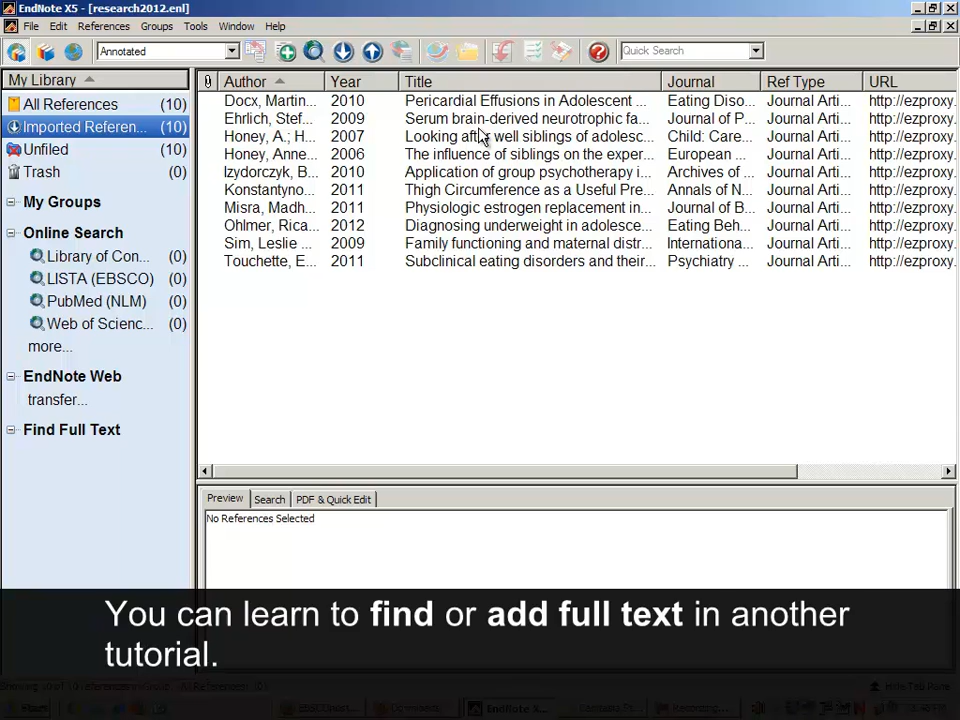 EndNote X5 - [research2012.enl]
File Edit References Groups Tools Window Help
Annotated Quick Search
My Library Author Year Title Journal Ref Type URL
All References (10)
Imported Referen... (10)
Unfiled (10)
Trash (0)
My Groups
Online Search
Library of Con... (0)
LISTA (EBSCO) (0)
PubMed (NLM) (0)
Web of Scienc... (0)
more...
EndNote Web
transfer...
Find Full Text
Docx, Martin... 2010 Pericardial Effusions in Adolescent ... Eating Diso... Journal Arti... http://ezproxy.
Ehrlich, Stef... 2009 Serum brain-derived neurotrophic fa... Journal of P... Journal Arti... http://ezproxy.
Honey, A.; H... 2007 Looking after well siblings of adolesc... Child: Care... Journal Arti... http://ezproxy.
Honey, Anne... 2006 The influence of siblings on the exper... European ... Journal Arti... http://ezproxy.
Izydorczyk, B... 2010 Application of group psychotherapy i... Archives of ... Journal Arti... http://ezproxy.
Konstantyno... 2011 Thigh Circumference as a Useful Pre... Annals of N... Journal Arti... http://ezproxy.
Misra, Madh... 2011 Physiologic estrogen replacement in... Journal of B... Journal Arti... http://ezproxy.
Ohlmer, Rica... 2012 Diagnosing underweight in adolesce... Eating Beh... Journal Arti... http://ezproxy.
Sim, Leslie ... 2009 Family functioning and maternal distr... Internationa... Journal Arti... http://ezproxy.
Touchette, E... 2011 Subclinical eating disorders and their... Psychiatry ... Journal Arti... http://ezproxy.
Preview Search PDF & Quick Edit
No References Selected
You can learn to find or add full text in another
tutorial.
Hide Tab Pane
EndNote X...